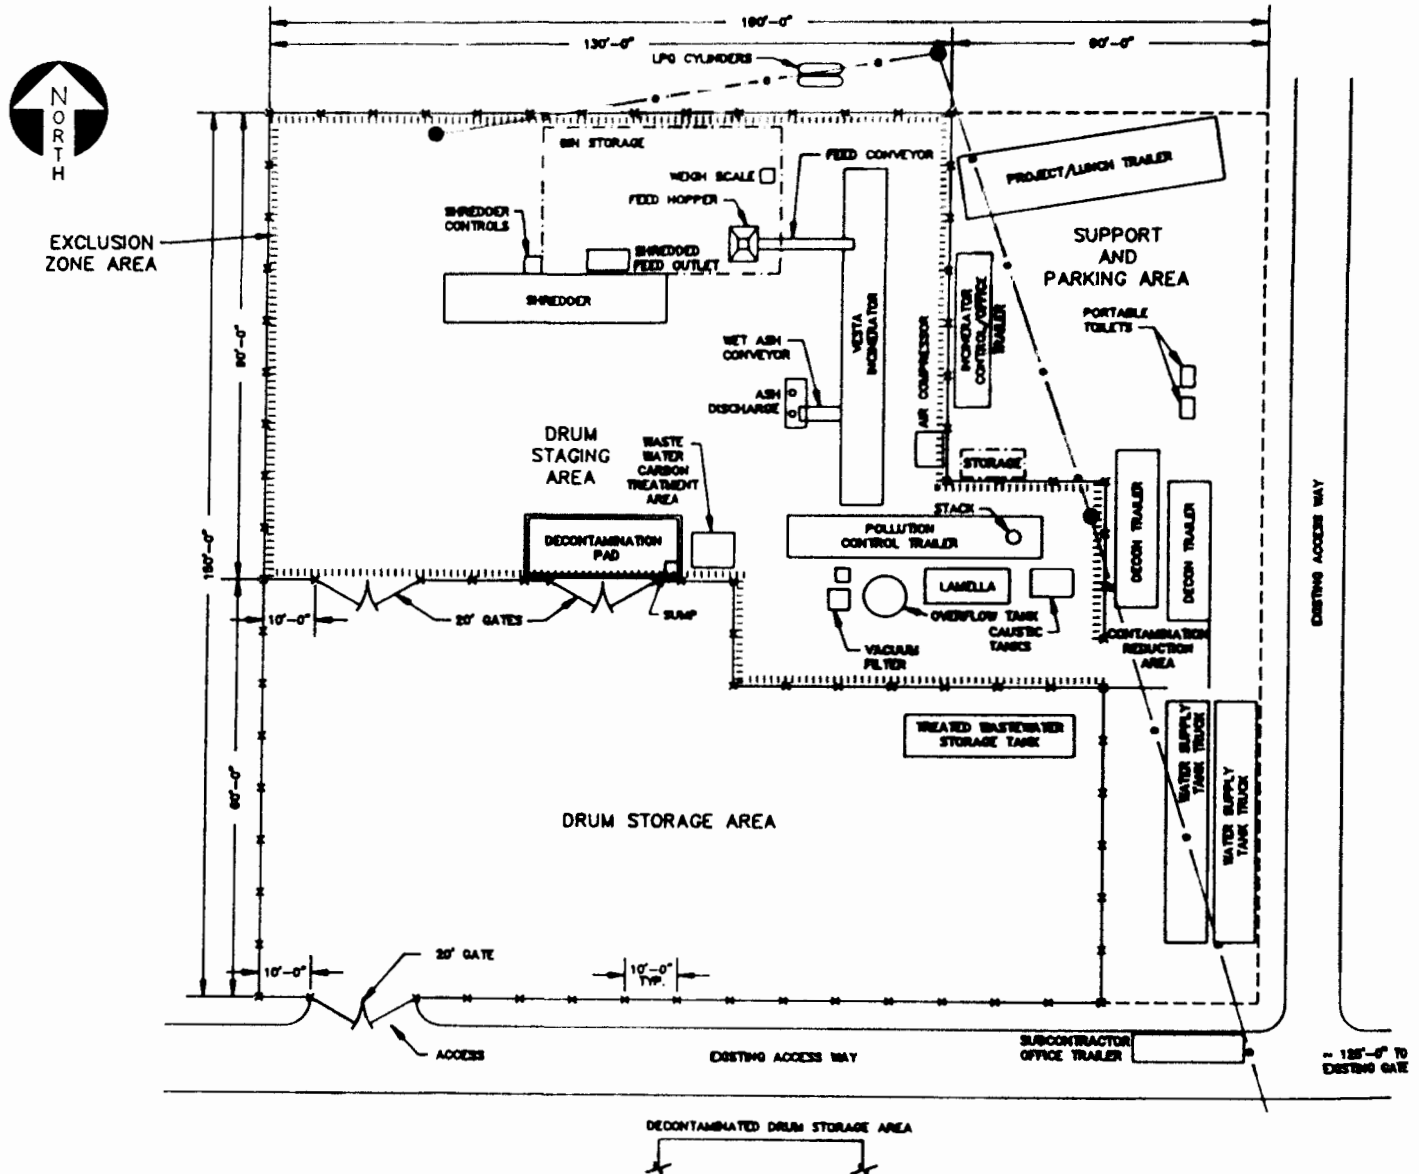 190'-0"
130'-0"
60'-0"
LPG CYLINDERS
NORTH
BIN STORAGE
FEED CONVEYOR
PROJECT/LUNCH TRAILER
WEIGH SCALE
FEED HOPPER
SHREDDER
CONTROLS
EXCLUSION
ZONE AREA
SUPPORT
AND
PARKING AREA
SHREDDED
FEED OUTLET
SHREDDER
VESTA
INCINERATOR
AIR COMPRESSOR
INCINERATOR
CONTROL/OFFICE
TRAILER
PORTABLE
TOILETS
WET ASH
CONVEYOR
ASH
DISCHARGE
DRUM
STAGING
AREA
WASTE
WATER
CARBON
TREATMENT
AREA
STORAGE
STACK
POLLUTION
CONTROL TRAILER
DECON TRAILER
DECON TRAILER
EXISTING ACCESS WAY
DECONTAMINATION
PAD
LAMELLA
10'-0"
20' GATES
SUMP
OVERFLOW TANK
CAUSTIC
TANKS
VACUUM
FILTER
CONTAMINATION
REDUCTION
AREA
TREATED WASTEWATER
STORAGE TANK
WATER SUPPLY
TANK TRUCK
WATER SUPPLY
TANK TRUCK
DRUM STORAGE AREA
20' GATE
10'-0"
10'-0"
TYP.
ACCESS
EXISTING ACCESS WAY
SUBCONTRACTOR
OFFICE TRAILER
~ 125'-0" TO
EXISTING GATE
DECONTAMINATED DRUM STORAGE AREA